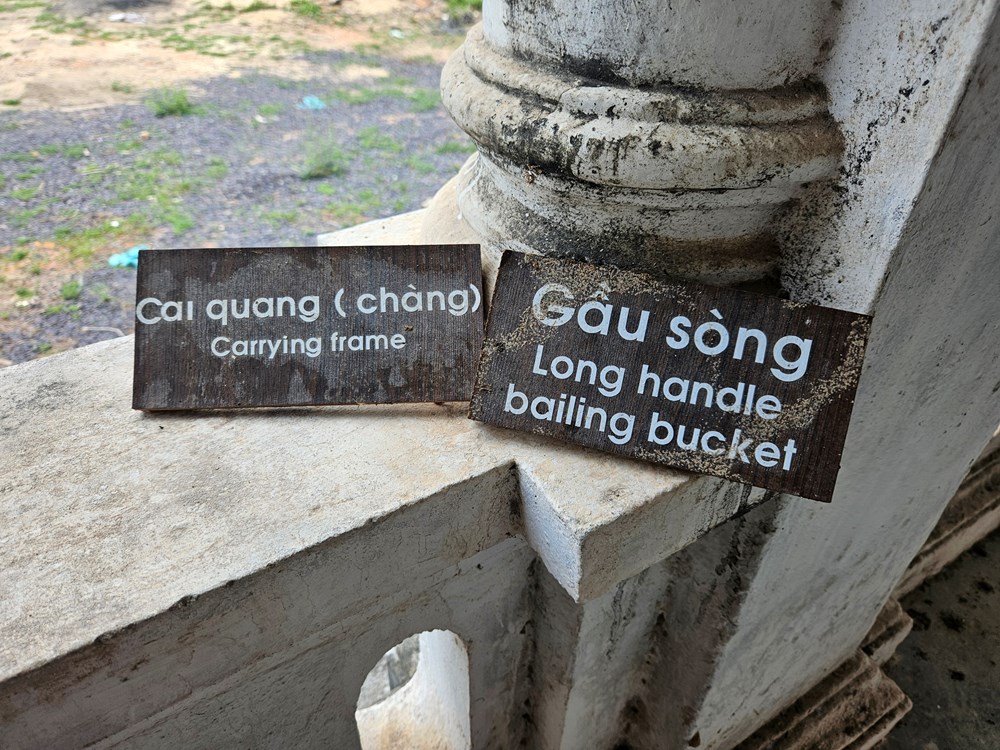 Cai quang ( chàng)
Carrying frame
Gầu sòng
Long handle
bailing bucket